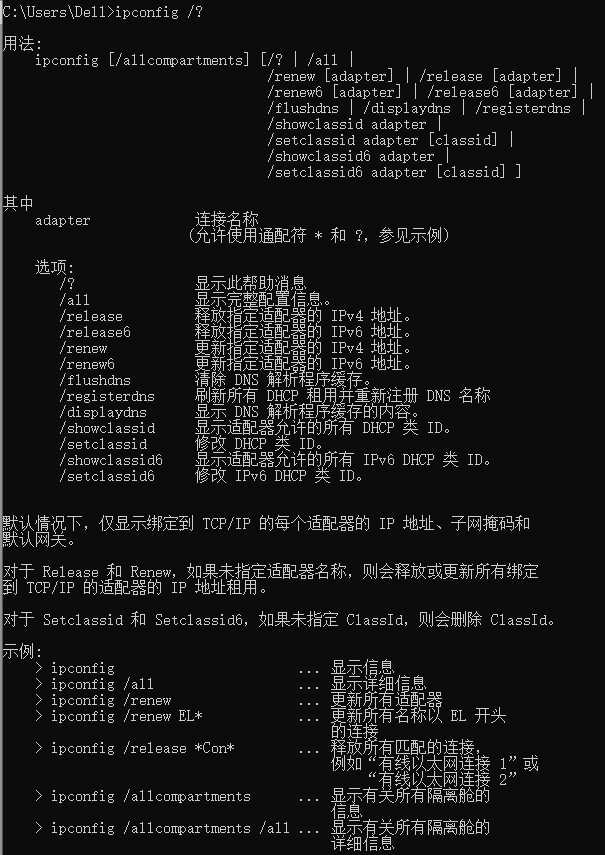 C:\Users\Dell>ipconfig /?
用法:
ipconfig [/allcompartments] [/? | /all |
/renew [adapter] | /release [adapter] |
/renew6 [adapter] | /release6 [adapter] |
/flushdns | /displaydns | /registerdns |
/showclassid adapter |
/setclassid adapter [classid] |
/showclassid6 adapter |
/setclassid6 adapter [classid] ]
其中
adapter 连接名称
(允许使用通配符 * 和 ?，参见示例)
选项:
/? 显示此帮助消息
/all 显示完整配置信息。
/release 释放指定适配器的 IPv4 地址。
/release6 释放指定适配器的 IPv6 地址。
/renew 更新指定适配器的 IPv4 地址。
/renew6 更新指定适配器的 IPv6 地址。
/flushdns 清除 DNS 解析程序缓存。
/registerdns 刷新所有 DHCP 租用并重新注册 DNS 名称
/displaydns 显示 DNS 解析程序缓存的内容。
/showclassid 显示适配器允许的所有 DHCP 类 ID。
/setclassid 修改 DHCP 类 ID。
/showclassid6 显示适配器允许的所有 IPv6 DHCP 类 ID。
/setclassid6 修改 IPv6 DHCP 类 ID。
默认情况下，仅显示绑定到 TCP/IP 的每个适配器的 IP 地址、子网掩码和
默认网关。
对于 Release 和 Renew，如果未指定适配器名称，则会释放或更新所有绑定
到 TCP/IP 的适配器的 IP 地址租用。
对于 Setclassid 和 Setclassid6，如果未指定 ClassId，则会删除 ClassId。
示例:
> ipconfig ... 显示信息
> ipconfig /all ... 显示详细信息
> ipconfig /renew ... 更新所有适配器
> ipconfig /renew EL* ... 更新所有名称以 EL 开头
的连接
> ipconfig /release *Con* ... 释放所有匹配的连接，
例如“有线以太网连接 1”或
“有线以太网连接 2”
> ipconfig /allcompartments ... 显示有关所有隔离舱的
信息
> ipconfig /allcompartments /all ... 显示有关所有隔离舱的
详细信息